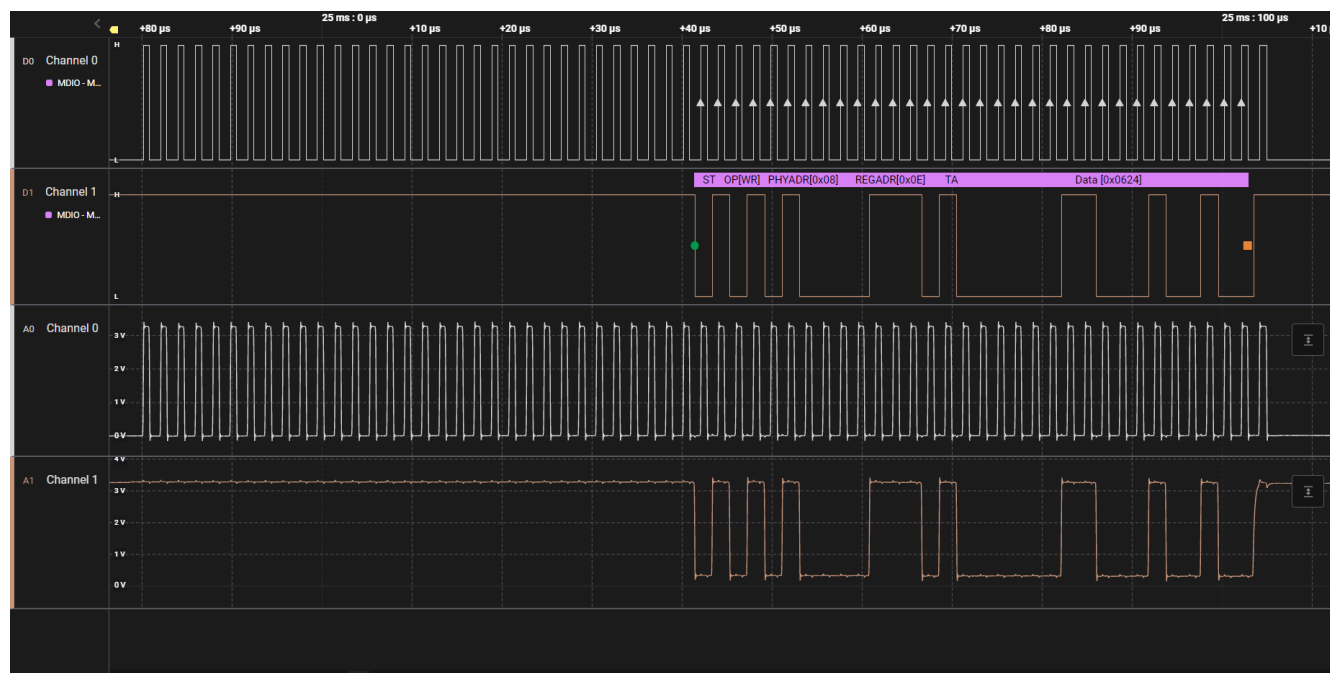 25 ms : 0 µs 25 ms : 100 µs
+80 µs +90 µs +10 µs +20 µs +30 µs +40 µs +50 µs +60 µs +70 µs +80 µs +90 µs +10
H
D0 Channel 0
MDIO - M...
L
ST OP[WR] PHYADR[0x08] REGADR[0x0E] TA Data [0x0624]
D1 Channel 1 H
MDIO - M...
L
A0 Channel 0
3 V
2 V
1 V
0 V
4 V
A1 Channel 1
3 V
2 V
1 V
0 V